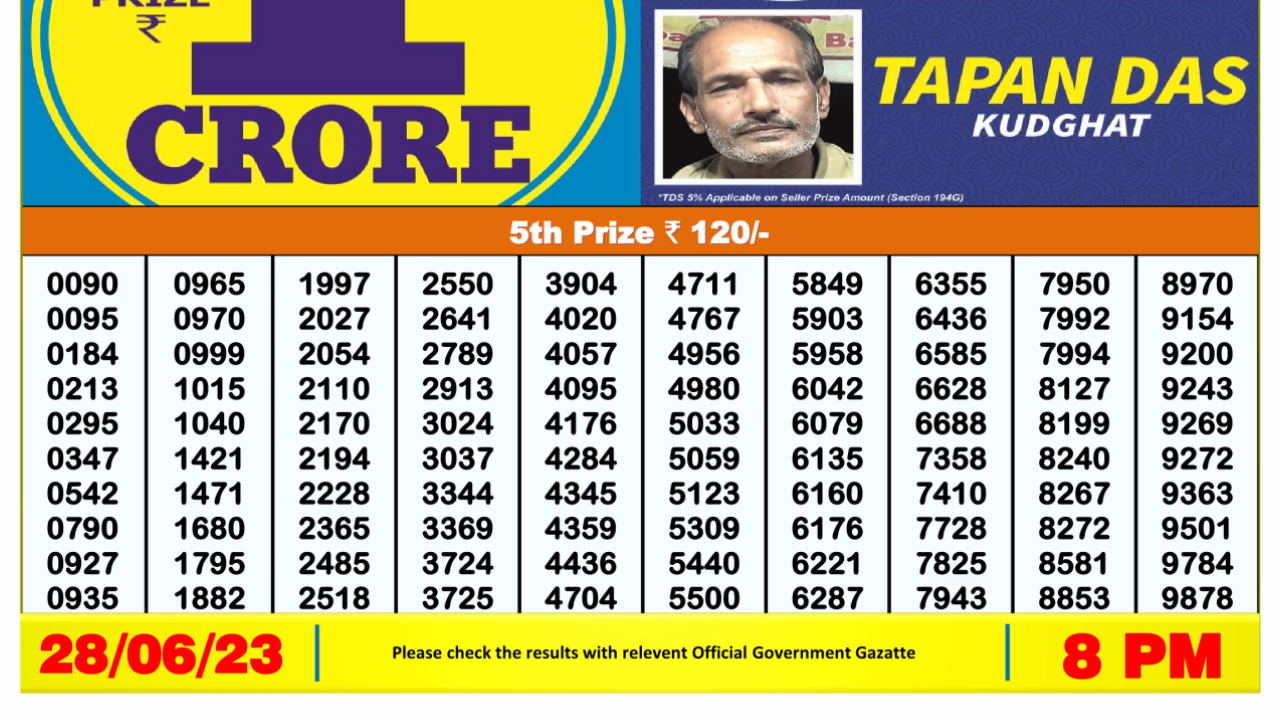 PRIZE
₹
1
CRORE
Pa
Ba
TAPAN DAS
KUDGHAT
*TDS 5% Applicable on Seller Prize Amount (Section 194G)
5th Prize ₹ 120/-
0090 0965 1997 2550 3904 4711 5849 6355 7950 8970
0095 0970 2027 2641 4020 4767 5903 6436 7992 9154
0184 0999 2054 2789 4057 4956 5958 6585 7994 9200
0213 1015 2110 2913 4095 4980 6042 6628 8127 9243
0295 1040 2170 3024 4176 5033 6079 6688 8199 9269
0347 1421 2194 3037 4284 5059 6135 7358 8240 9272
0542 1471 2228 3344 4345 5123 6160 7410 8267 9363
0790 1680 2365 3369 4359 5309 6176 7728 8272 9501
0927 1795 2485 3724 4436 5440 6221 7825 8581 9784
0935 1882 2518 3725 4704 5500 6287 7943 8853 9878
28/06/23
Please check the results with relevent Official Government Gazatte
8 PM